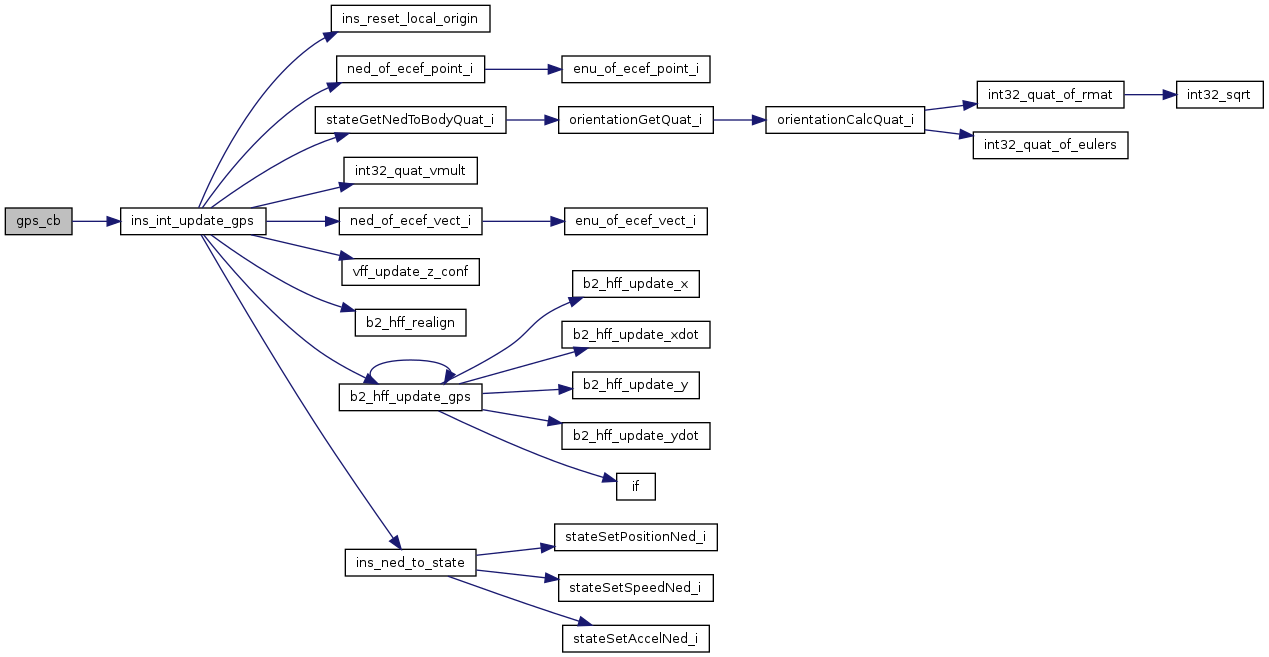 ins_reset_local_origin
ned_of_ecef_point_i
enu_of_ecef_point_i
int32_quat_of_rmat
int32_sqrt
stateGetNedToBodyQuat_i
orientationGetQuat_i
orientationCalcQuat_i
int32_quat_of_eulers
int32_quat_vmult
gps_cb
ins_int_update_gps
ned_of_ecef_vect_i
enu_of_ecef_vect_i
vff_update_z_conf
b2_hff_update_x
b2_hff_realign
b2_hff_update_xdot
b2_hff_update_gps
b2_hff_update_y
b2_hff_update_ydot
if
stateSetPositionNed_i
ins_ned_to_state
stateSetSpeedNed_i
stateSetAccelNed_i